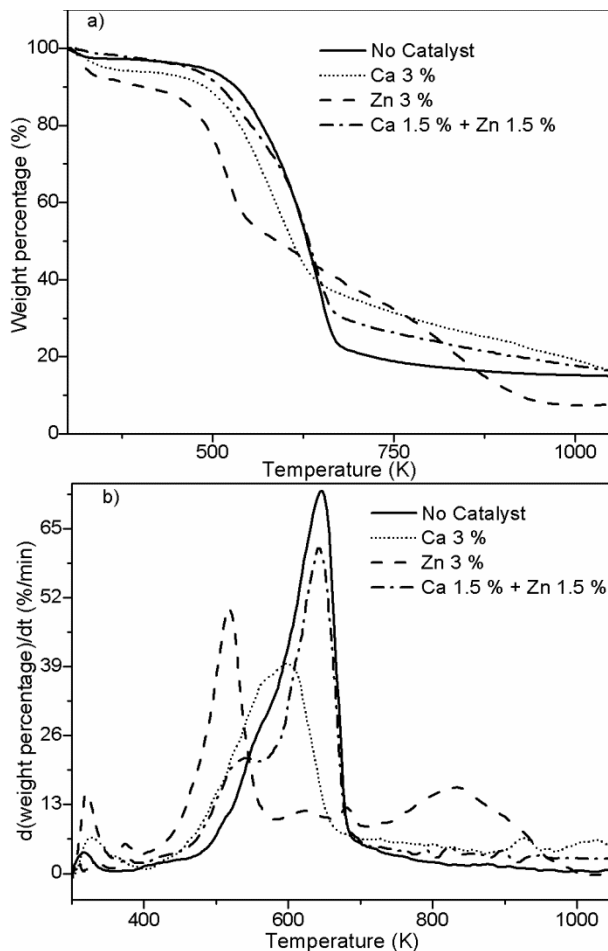 a)
No Catalyst
Ca 3 %
Zn 3 %
Ca 1.5 % + Zn 1.5 %
Weight percentage (%)
100
80
60
40
20
0
500
750
1000
Temperature (K)
b)
No Catalyst
Ca 3 %
Zn 3 %
Ca 1.5 % + Zn 1.5 %
d(weight percentage)/dt (%/min)
65
52
39
26
13
0
400
600
800
1000
Temperature (K)